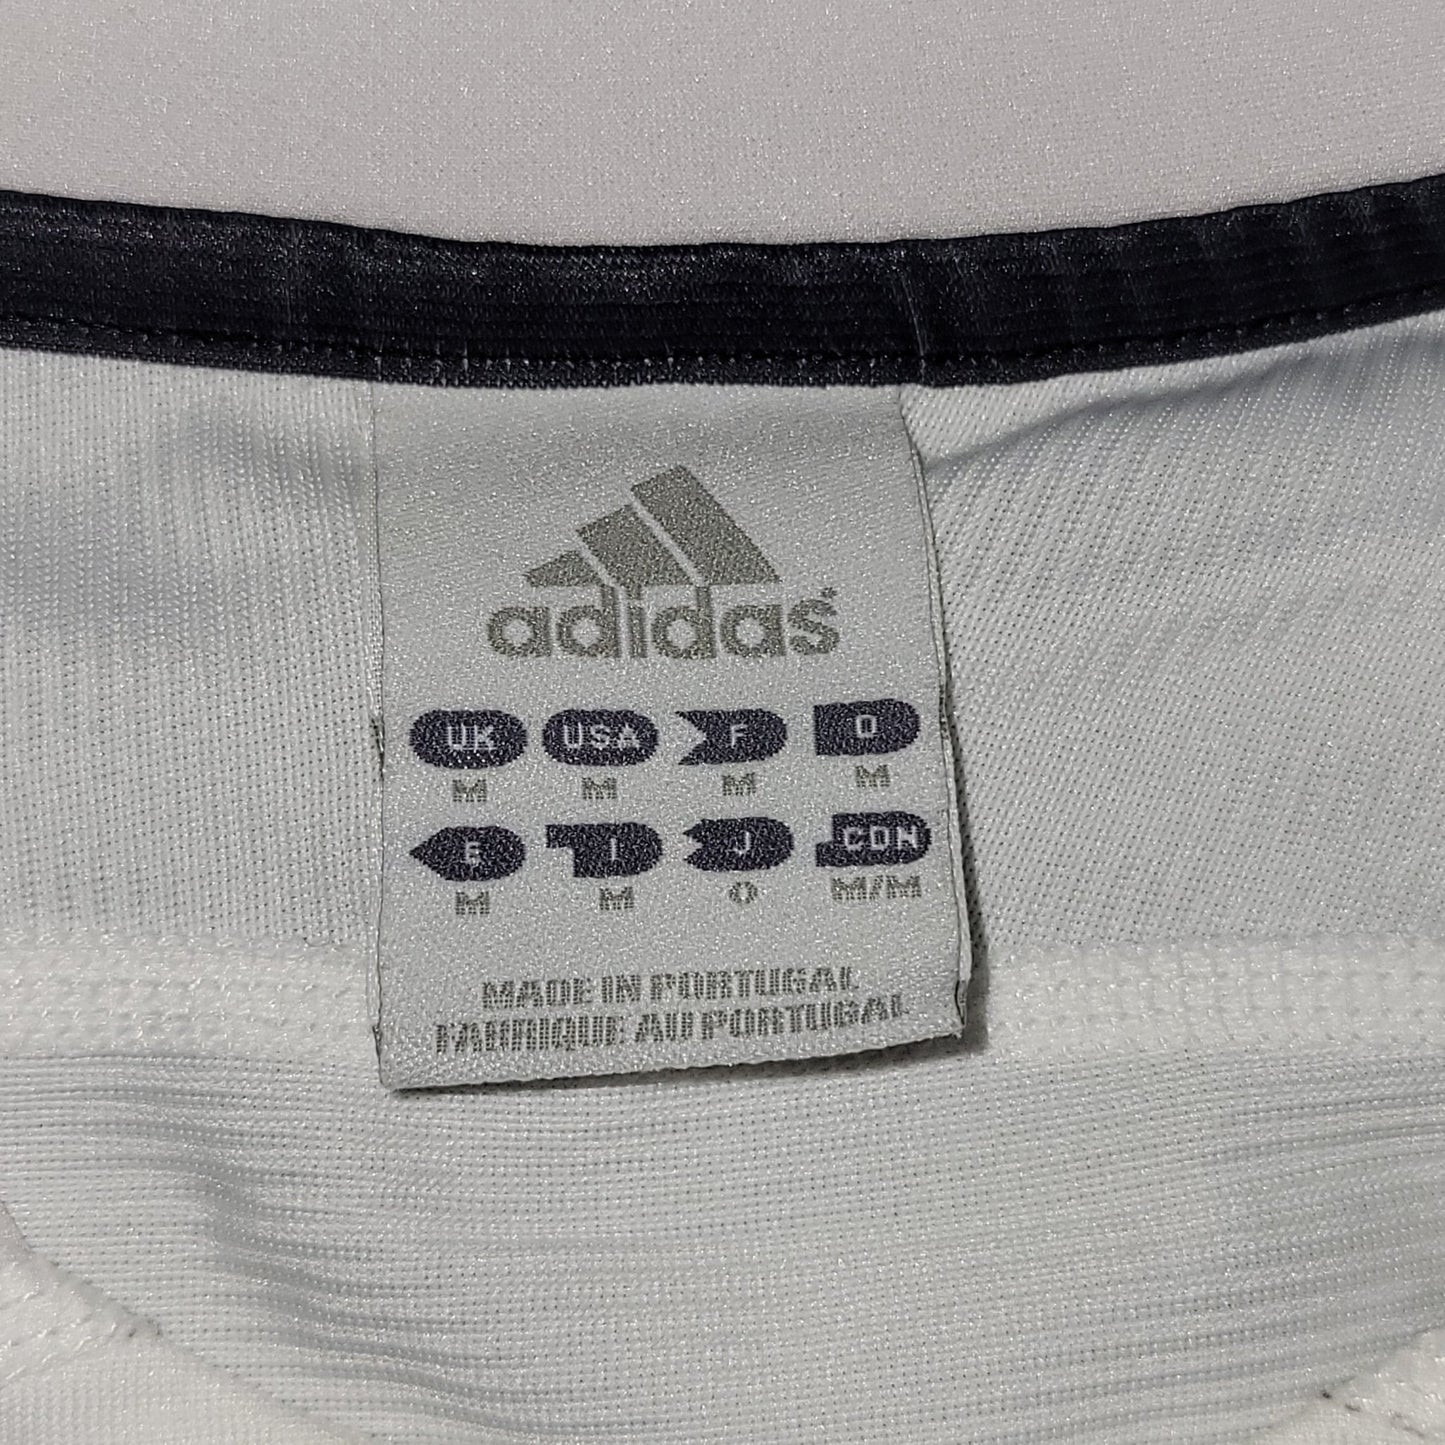 adidas
UK USA F D
M M M M
E I J CDN
M M O M/M
MADE IN PORTUGAL
FABRIQUE AU PORTUGAL